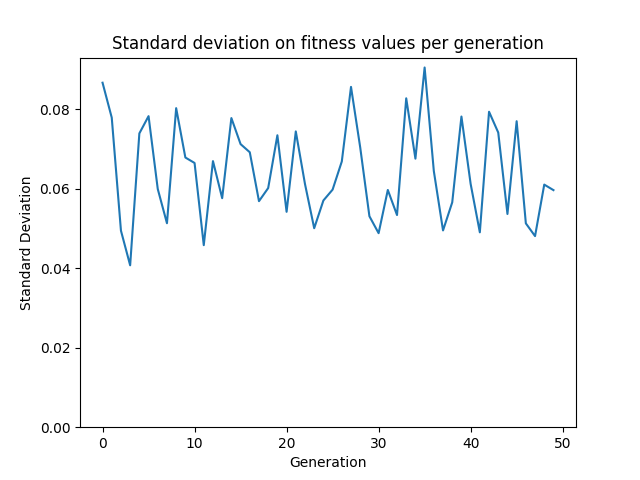 Standard deviation on fitness values per generation
0.08
0.06
0.04
0.02
0.00
Standard Deviation
0 10 20 30 40 50
Generation